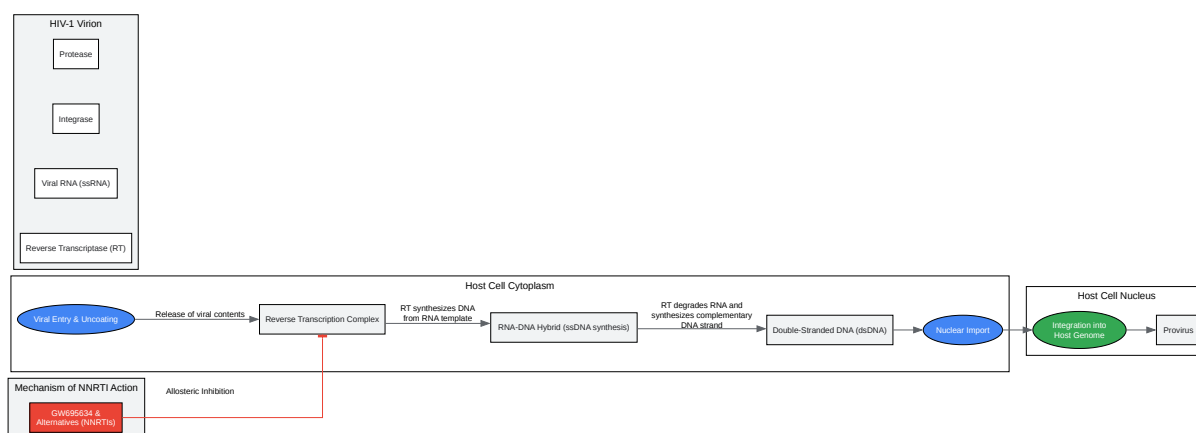 HIV-1 Virion
Protease
Integrase
Viral RNA (ssRNA)
Reverse Transcriptase (RT)
Host Cell Cytoplasm
Viral Entry & Uncoating
Release of viral contents
Reverse Transcription Complex
RT synthesizes DNA
from RNA template
RNA-DNA Hybrid (ssDNA synthesis)
RT degrades RNA and
synthesizes complementary
DNA strand
Double-Stranded DNA (dsDNA)
Nuclear Import
Host Cell Nucleus
Integration into
Host Genome
Provirus
Mechanism of NNRTI Action
GW695634 &
Alternatives (NNRTIs)
Allosteric Inhibition